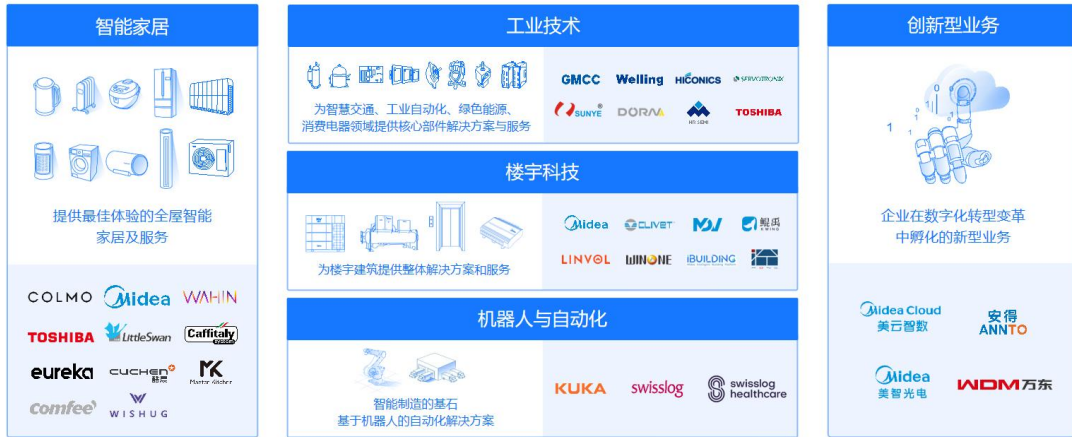 智能家居
提供最佳体验的全屋智能
家居及服务
COLMO
Midea
WAHIN
TOSHIBA
LittleSwan
Caffitaly
system
eureka
CUCHEN
酷晨
MK
Master Kitchen
comfee'
WISHUG
工业技术
为智慧交通、工业自动化、绿色能源、
消费电器领域提供核心部件解决方案与服务
GMCC
Welling
HICONICS
SERVOTRONIX
SUNYE
DORNA
TOSHIBA
楼宇科技
为楼宇建筑提供整体解决方案和服务
Midea
CLIVET
MDV
鲲禹
KWING
LINVOL
WINONE
iBUILDING
机器人与自动化
智能制造的基石
基于机器人的自动化解决方案
KUKA
swisslog
swisslog
healthcare
创新型业务
1
1
1
企业在数字化转型变革
中孵化的新型业务
Midea Cloud
美云智数
安得
ANNTO
Midea
美智光电
WDM万东